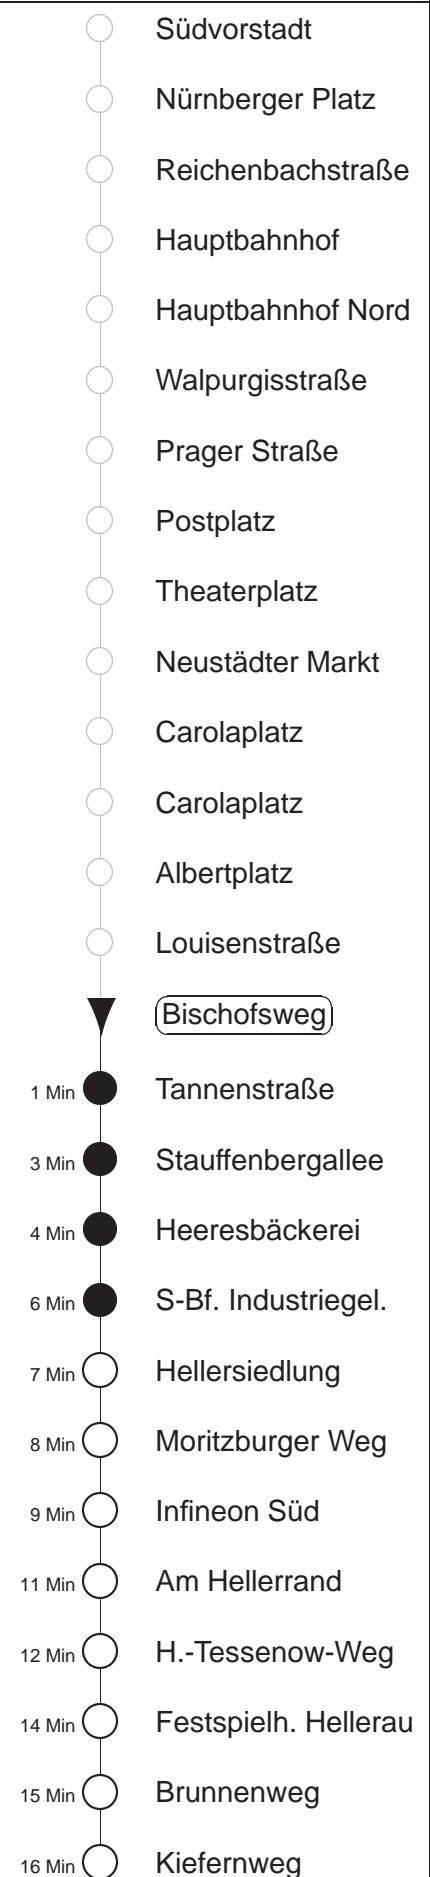 Südvorstadt
Nürnberger Platz
Reichenbachstraße
Hauptbahnhof
Hauptbahnhof Nord
Walpurgisstraße
Prager Straße
Postplatz
Theaterplatz
Neustädter Markt
Carolaplatz
Carolaplatz
Albertplatz
Louisenstraße
Bischofsweg
1 Min Tannenstraße
3 Min Stauffenbergallee
4 Min Heeresbäckerei
6 Min S-Bf. Industriegel.
7 Min Hellersiedlung
8 Min Moritzburger Weg
9 Min Infineon Süd
11 Min Am Hellerrand
12 Min H.-Tessenow-Weg
14 Min Festspielh. Hellerau
15 Min Brunnenweg
16 Min Kiefernweg